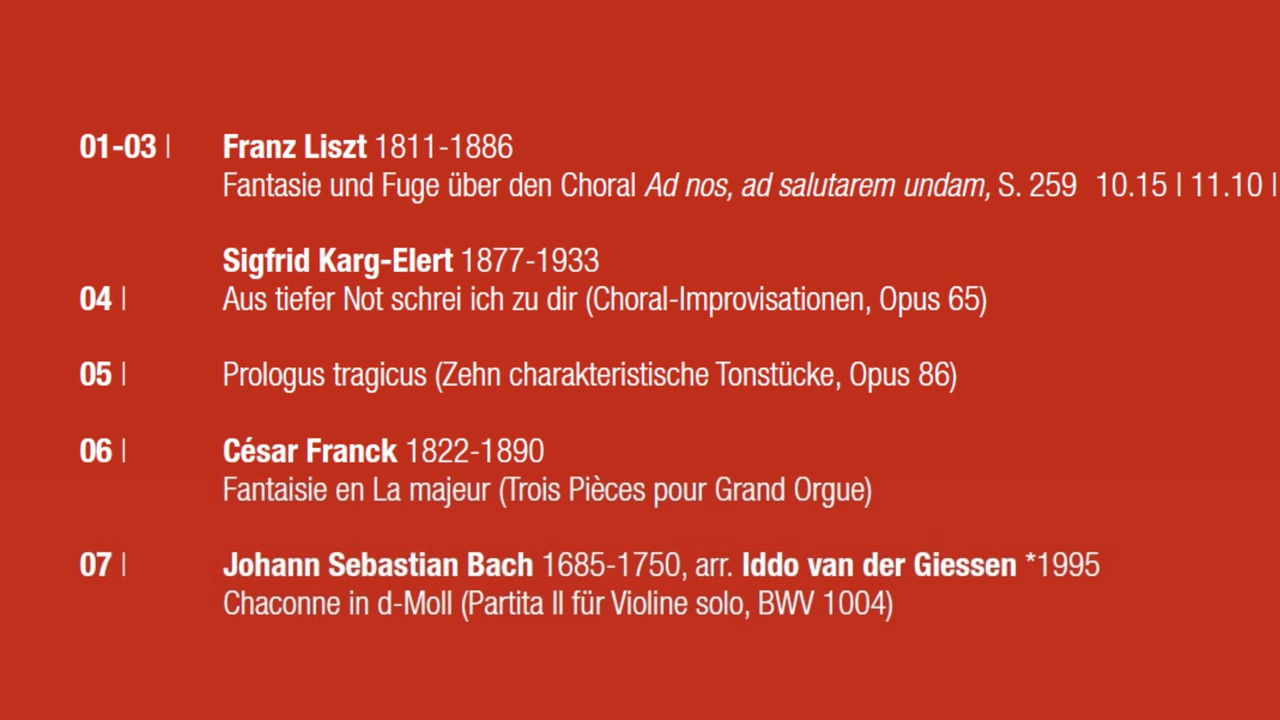 01-03 | Franz Liszt 1811-1886
Fantasie und Fuge über den Choral Ad nos, ad salutarem undam, S. 259 10.15 | 11.10 |
Sigfrid Karg-Elert 1877-1933
04 | Aus tiefer Not schrei ich zu dir (Choral-Improvisationen, Opus 65)
05 | Prologus tragicus (Zehn charakteristische Tonstücke, Opus 86)
06 | César Franck 1822-1890
Fantaisie en La majeur (Trois Pièces pour Grand Orgue)
07 | Johann Sebastian Bach 1685-1750, arr. Iddo van der Giessen *1995
Chaconne in d-Moll (Partita II für Violine solo, BWV 1004)